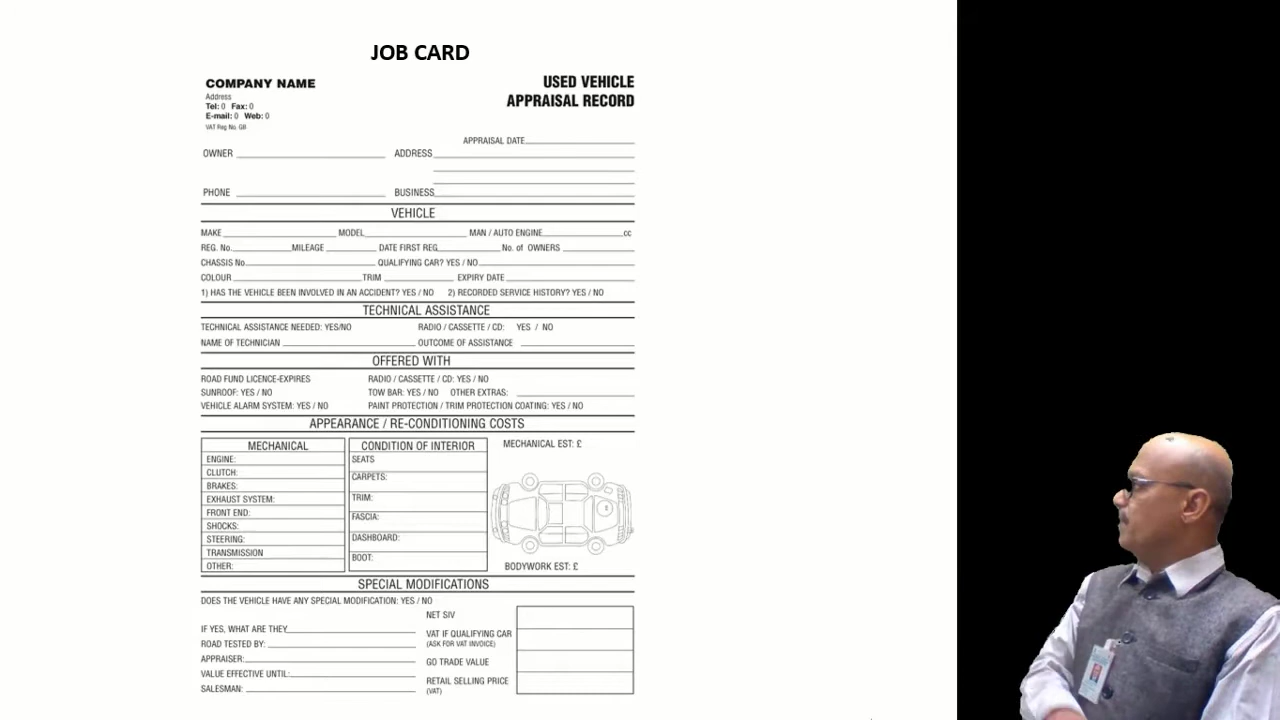 JOB CARD
COMPANY NAME
USED VEHICLE
APPRAISAL RECORD
Address
Tel: 0 Fax: 0
E-mail: 0 Web: 0
VAT Reg No. GB
APPRAISAL DATE
OWNER ADDRESS
PHONE BUSINESS
VEHICLE
MAKE MODEL MAN / AUTO ENGINE cc
REG. No. MILEAGE DATE FIRST REG No. of OWNERS
CHASSIS No QUALIFYING CAR? YES / NO
COLOUR TRIM EXPIRY DATE
1) HAS THE VEHICLE BEEN INVOLVED IN AN ACCIDENT? YES / NO 2) RECORDED SERVICE HISTORY? YES / NO
TECHNICAL ASSISTANCE
TECHNICAL ASSISTANCE NEEDED: YES/NO RADIO / CASSETTE / CD: YES / NO
NAME OF TECHNICIAN OUTCOME OF ASSISTANCE
OFFERED WITH
ROAD FUND LICENCE-EXPIRES RADIO / CASSETTE / CD: YES / NO
SUNROOF: YES / NO TOW BAR: YES / NO OTHER EXTRAS:
VEHICLE ALARM SYSTEM: YES / NO PAINT PROTECTION / TRIM PROTECTION COATING: YES / NO
APPEARANCE / RE-CONDITIONING COSTS
MECHANICAL
ENGINE:
CLUTCH:
BRAKES:
EXHAUST SYSTEM:
FRONT END:
SHOCKS:
STEERING:
TRANSMISSION
OTHER:
CONDITION OF INTERIOR
SEATS
CARPETS:
TRIM:
FASCIA:
DASHBOARD:
BOOT:
MECHANICAL EST: £
BODYWORK EST: £
SPECIAL MODIFICATIONS
DOES THE VEHICLE HAVE ANY SPECIAL MODIFICATION: YES / NO
IF YES, WHAT ARE THEY
ROAD TESTED BY:
APPRAISER:
VALUE EFFECTIVE UNTIL:
SALESMAN:
NET SIV
VAT IF QUALIFYING CAR
(ASK FOR VAT INVOICE)
GO TRADE VALUE
RETAIL SELLING PRICE
(VAT)